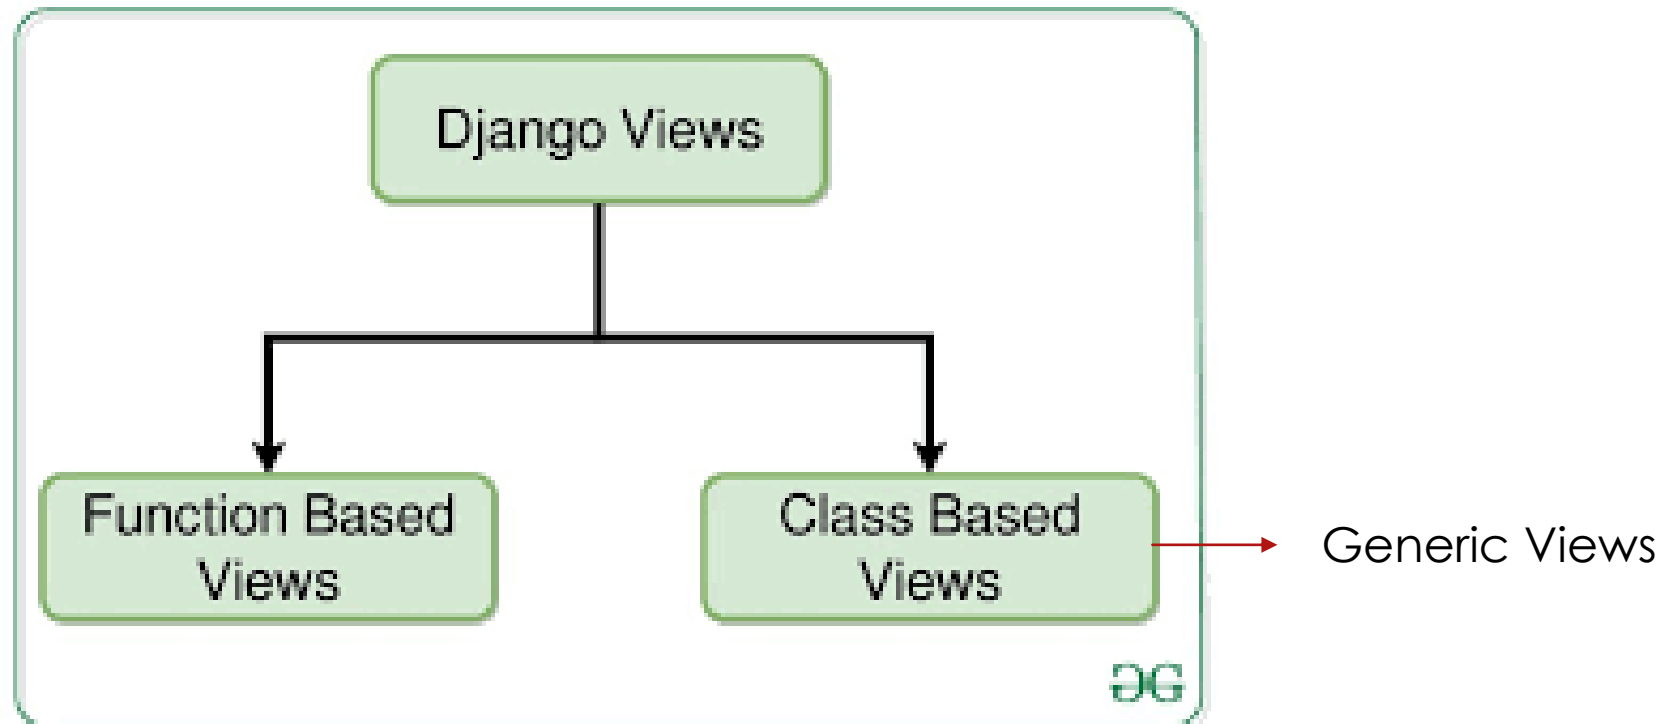 Django Views
Function Based
Views
Class Based
Views
Generic Views